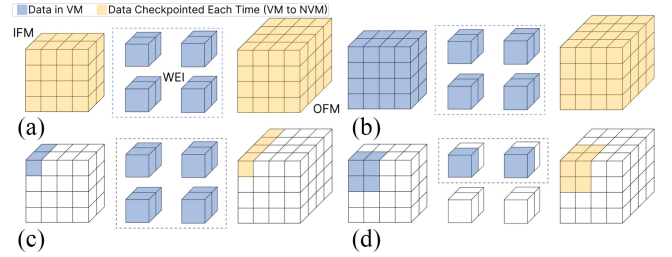 Data in VM Data Checkpointed Each Time (VM to NVM)
IFM
WEI
OFM
(a) (b)
(c) (d)